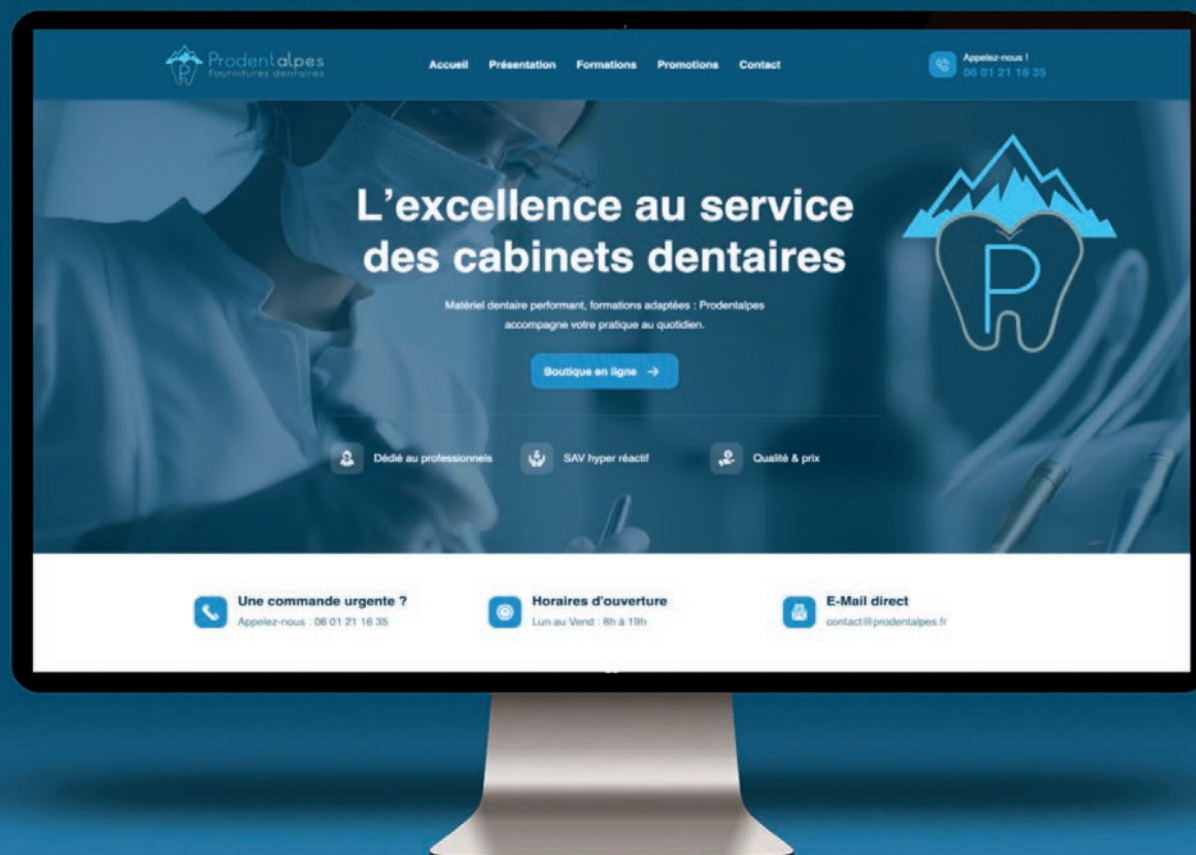 Prodentalpes
Fournitures dentaires
Accueil Présentation Formations Promotions Contact
Appelez-nous !
06 01 21 16 35
L'excellence au service
des cabinets dentaires
P
Matériel dentaire performant, formations adaptées : Prodentalpes
accompagne votre pratique au quotidien.
Boutique en ligne →
Dédié au professionnels SAV hyper réactif Qualité & prix
Une commande urgente ?
Appelez-nous : 06 01 21 16 35
Horaires d'ouverture
Lun au Vend : 8h à 19h
E-Mail direct
contact@prodentalpes.fr